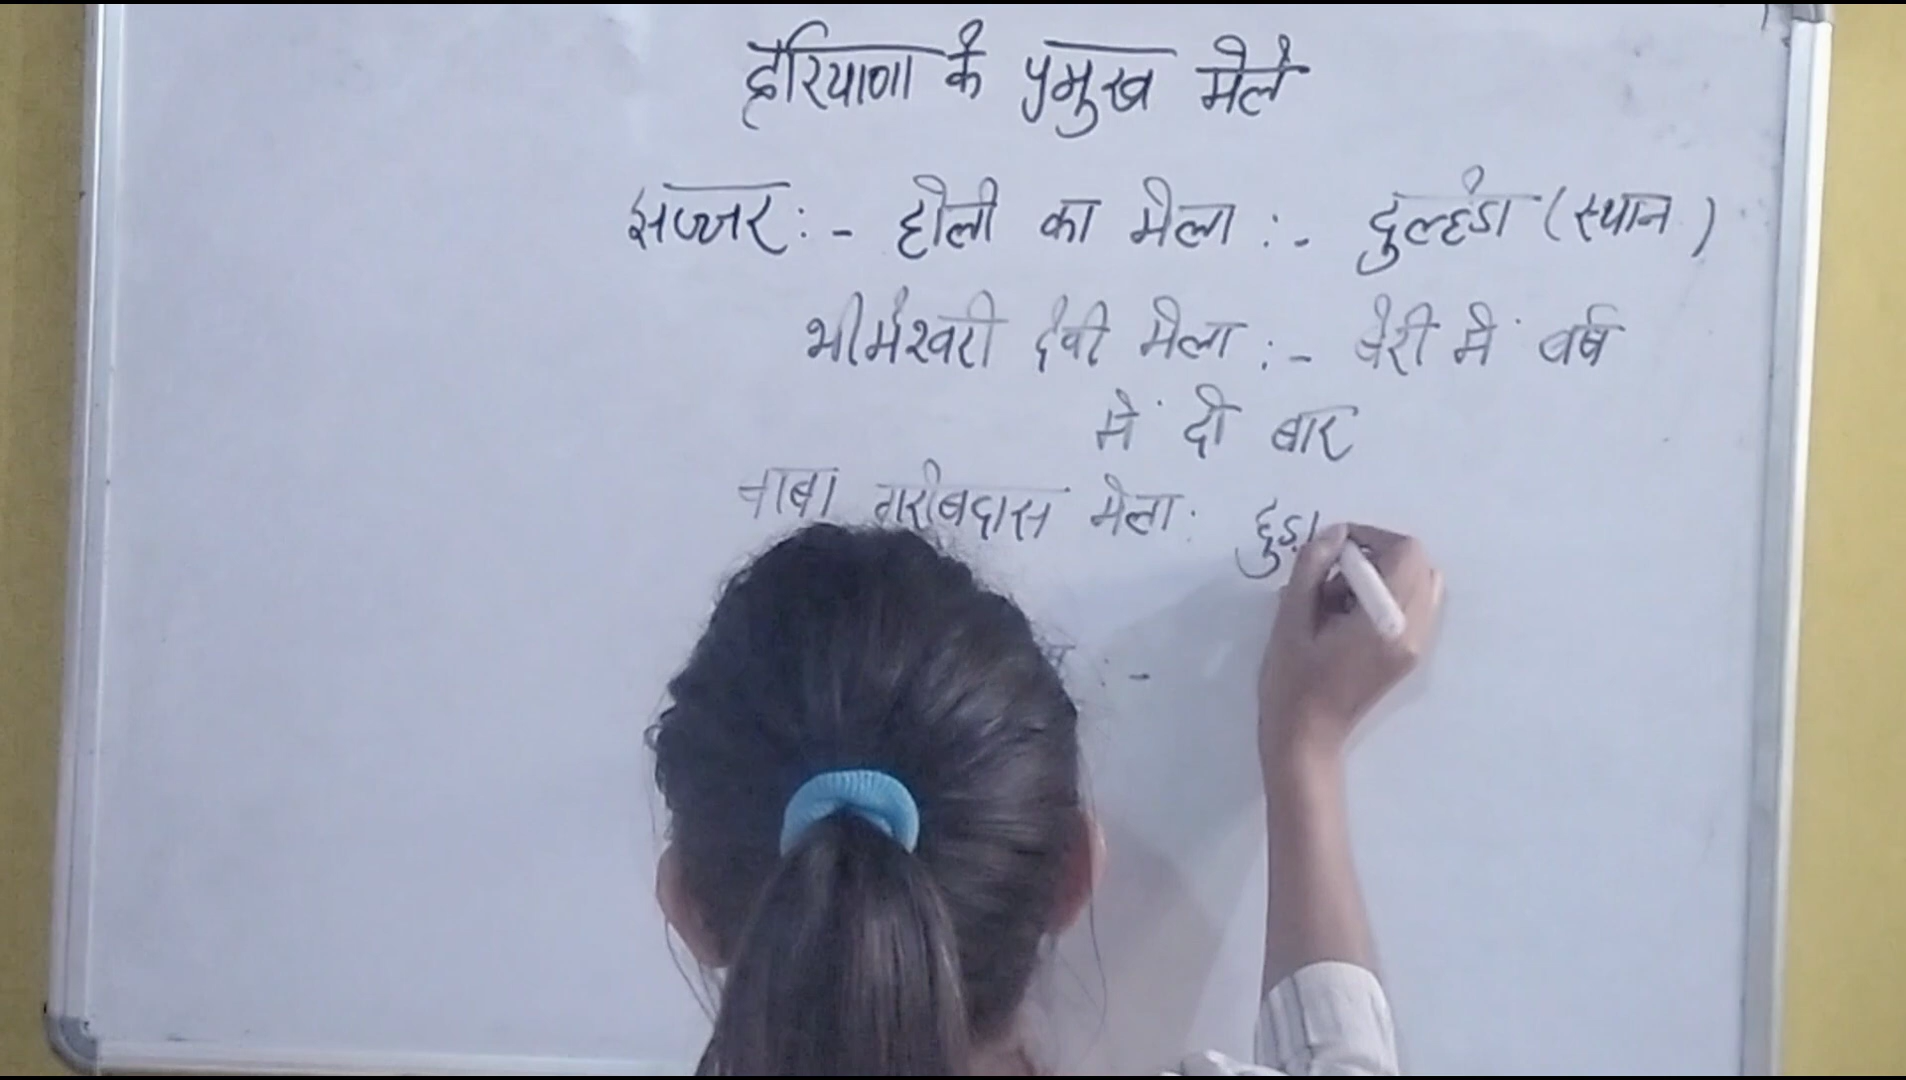 हरियाणा के प्रमुख मेले
झज्जर :- होली का मेला :- दुल्हेडा (स्थान)
भीमेश्वरी देवी मेला :- बेरी में वर्ष
में दो बार
बाबा गरीबदास मेला :
:-